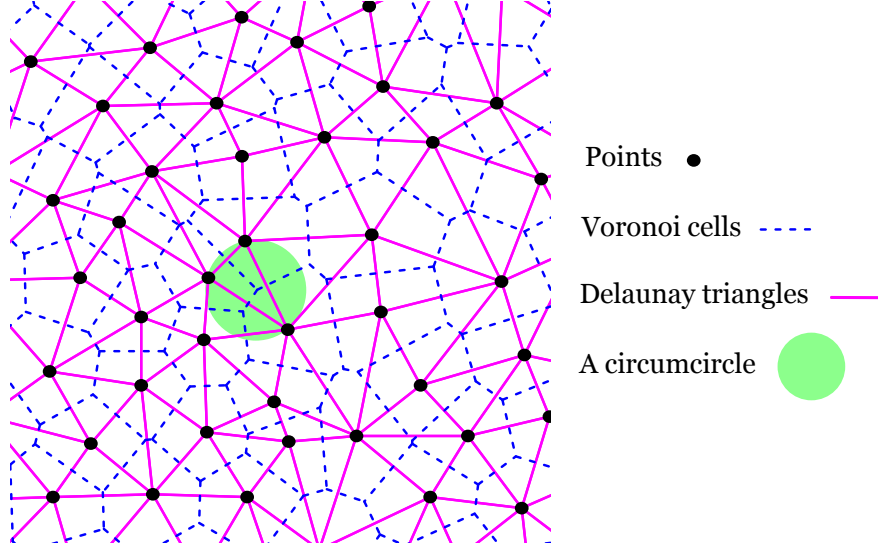 Points
Voronoi cells
Delaunay triangles
A circumcircle